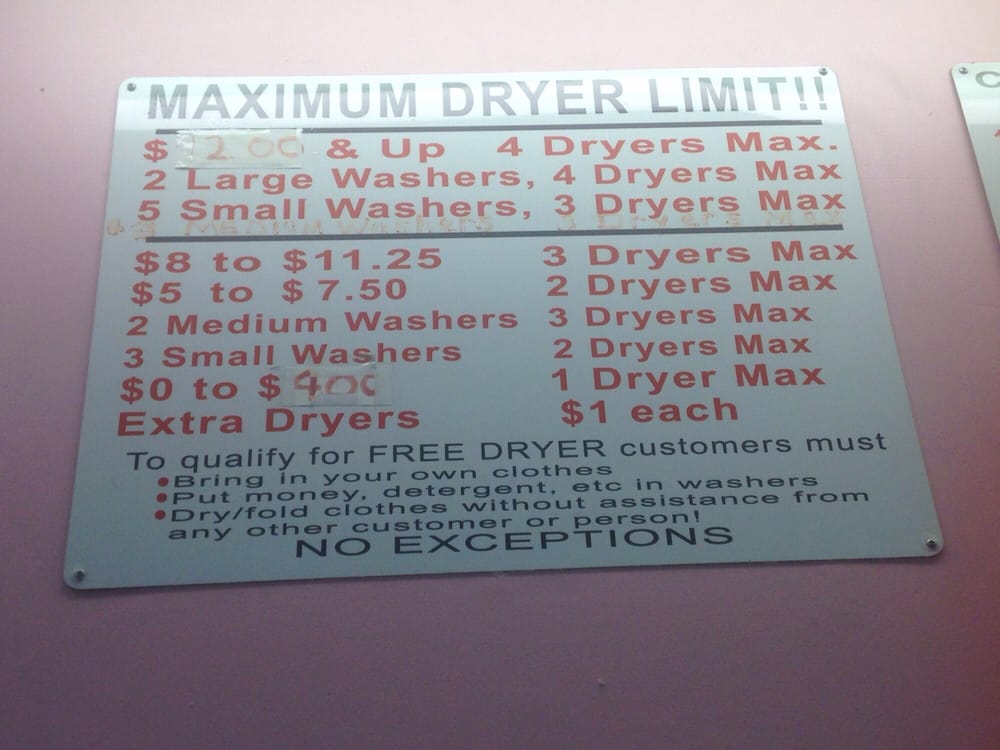 MAXIMUM DRYER LIMIT!!
$ 12.00 & Up 4 Dryers Max.
2 Large Washers, 4 Dryers Max
5 Small Washers, 3 Dryers Max
3 Dryers Max
$8 to $11.25 3 Dryers Max
$5 to $7.50 2 Dryers Max
2 Medium Washers 3 Dryers Max
3 Small Washers 2 Dryers Max
$0 to $ 4.00 1 Dryer Max
Extra Dryers $1 each
To qualify for FREE DRYER customers must
•Bring in your own clothes
•Put money, detergent, etc in washers
•Dry/fold clothes without assistance from
any other customer or person!
NO EXCEPTIONS
C